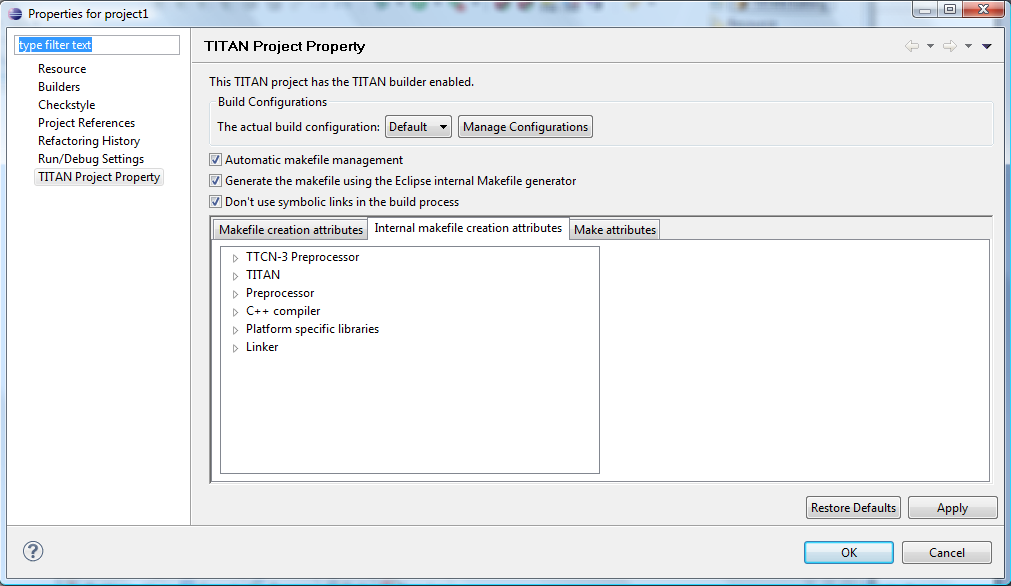 Properties for project1
type filter text
Resource
Builders
Checkstyle
Project References
Refactoring History
Run/Debug Settings
TITAN Project Property
TITAN Project Property
This TITAN project has the TITAN builder enabled.
Build Configurations
The actual build configuration: Default Manage Configurations
Automatic makefile management
Generate the makefile using the Eclipse internal Makefile generator
Don't use symbolic links in the build process
Makefile creation attributes Internal makefile creation attributes Make attributes
TTCN-3 Preprocessor
TITAN
Preprocessor
C++ compiler
Platform specific libraries
Linker
Restore Defaults Apply
? OK Cancel